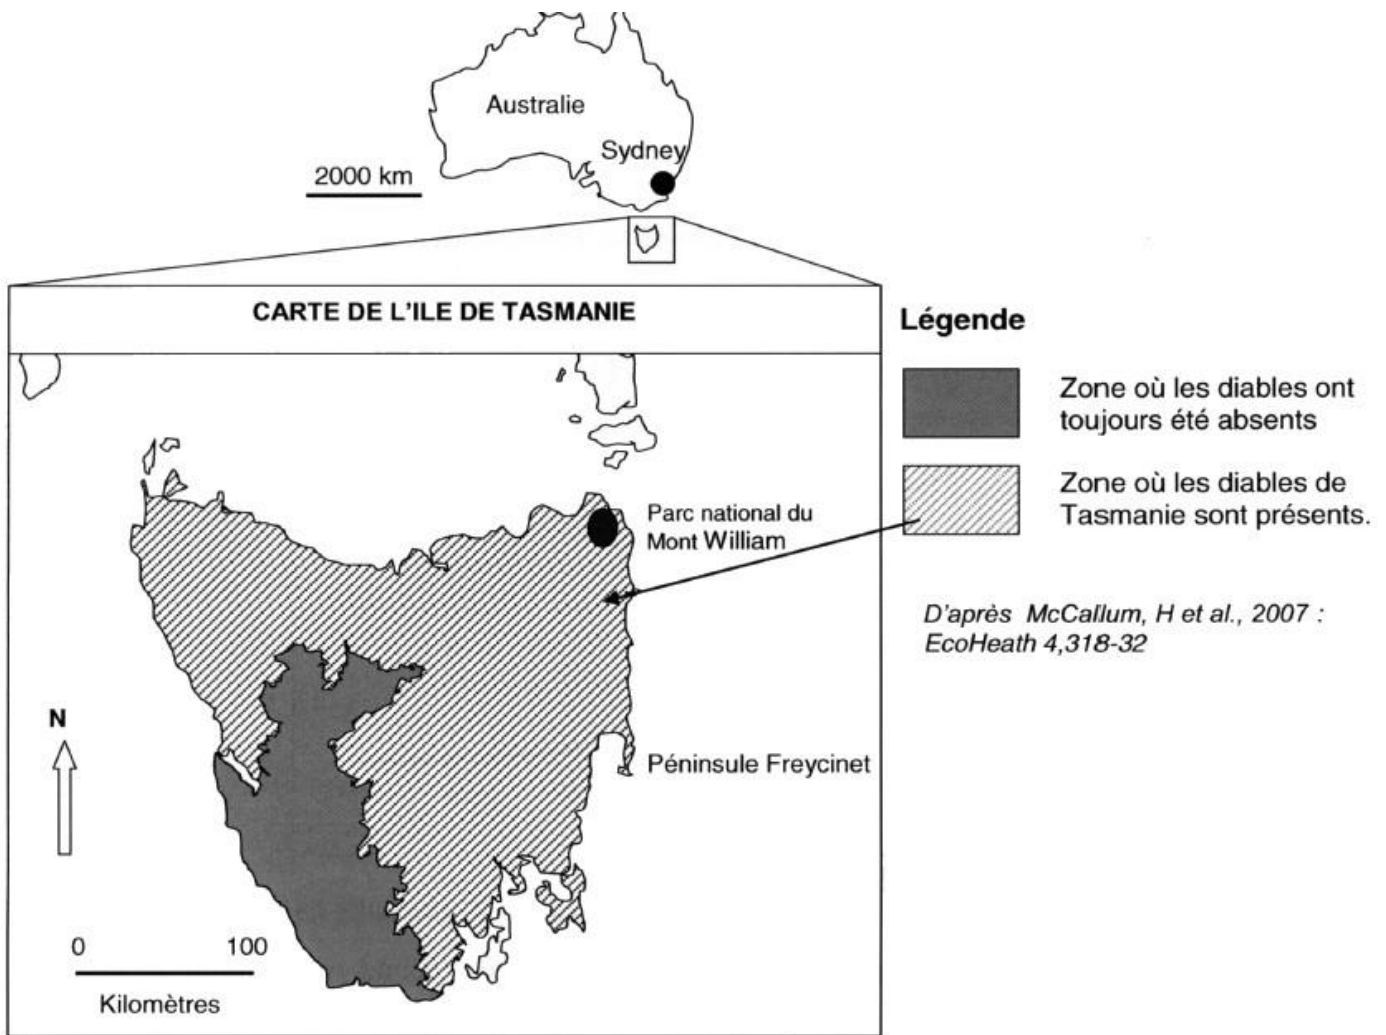 Australie
Sydney
2000 km
CARTE DE L'ILE DE TASMANIE
Légende
Zone où les diables ont
toujours été absents
Zone où les diables de
Tasmanie sont présents.
Parc national du
Mont William
D'après McCallum, H et al., 2007 :
EcoHeath 4,318-32
N
Péninsule Freycinet
0 100
Kilomètres